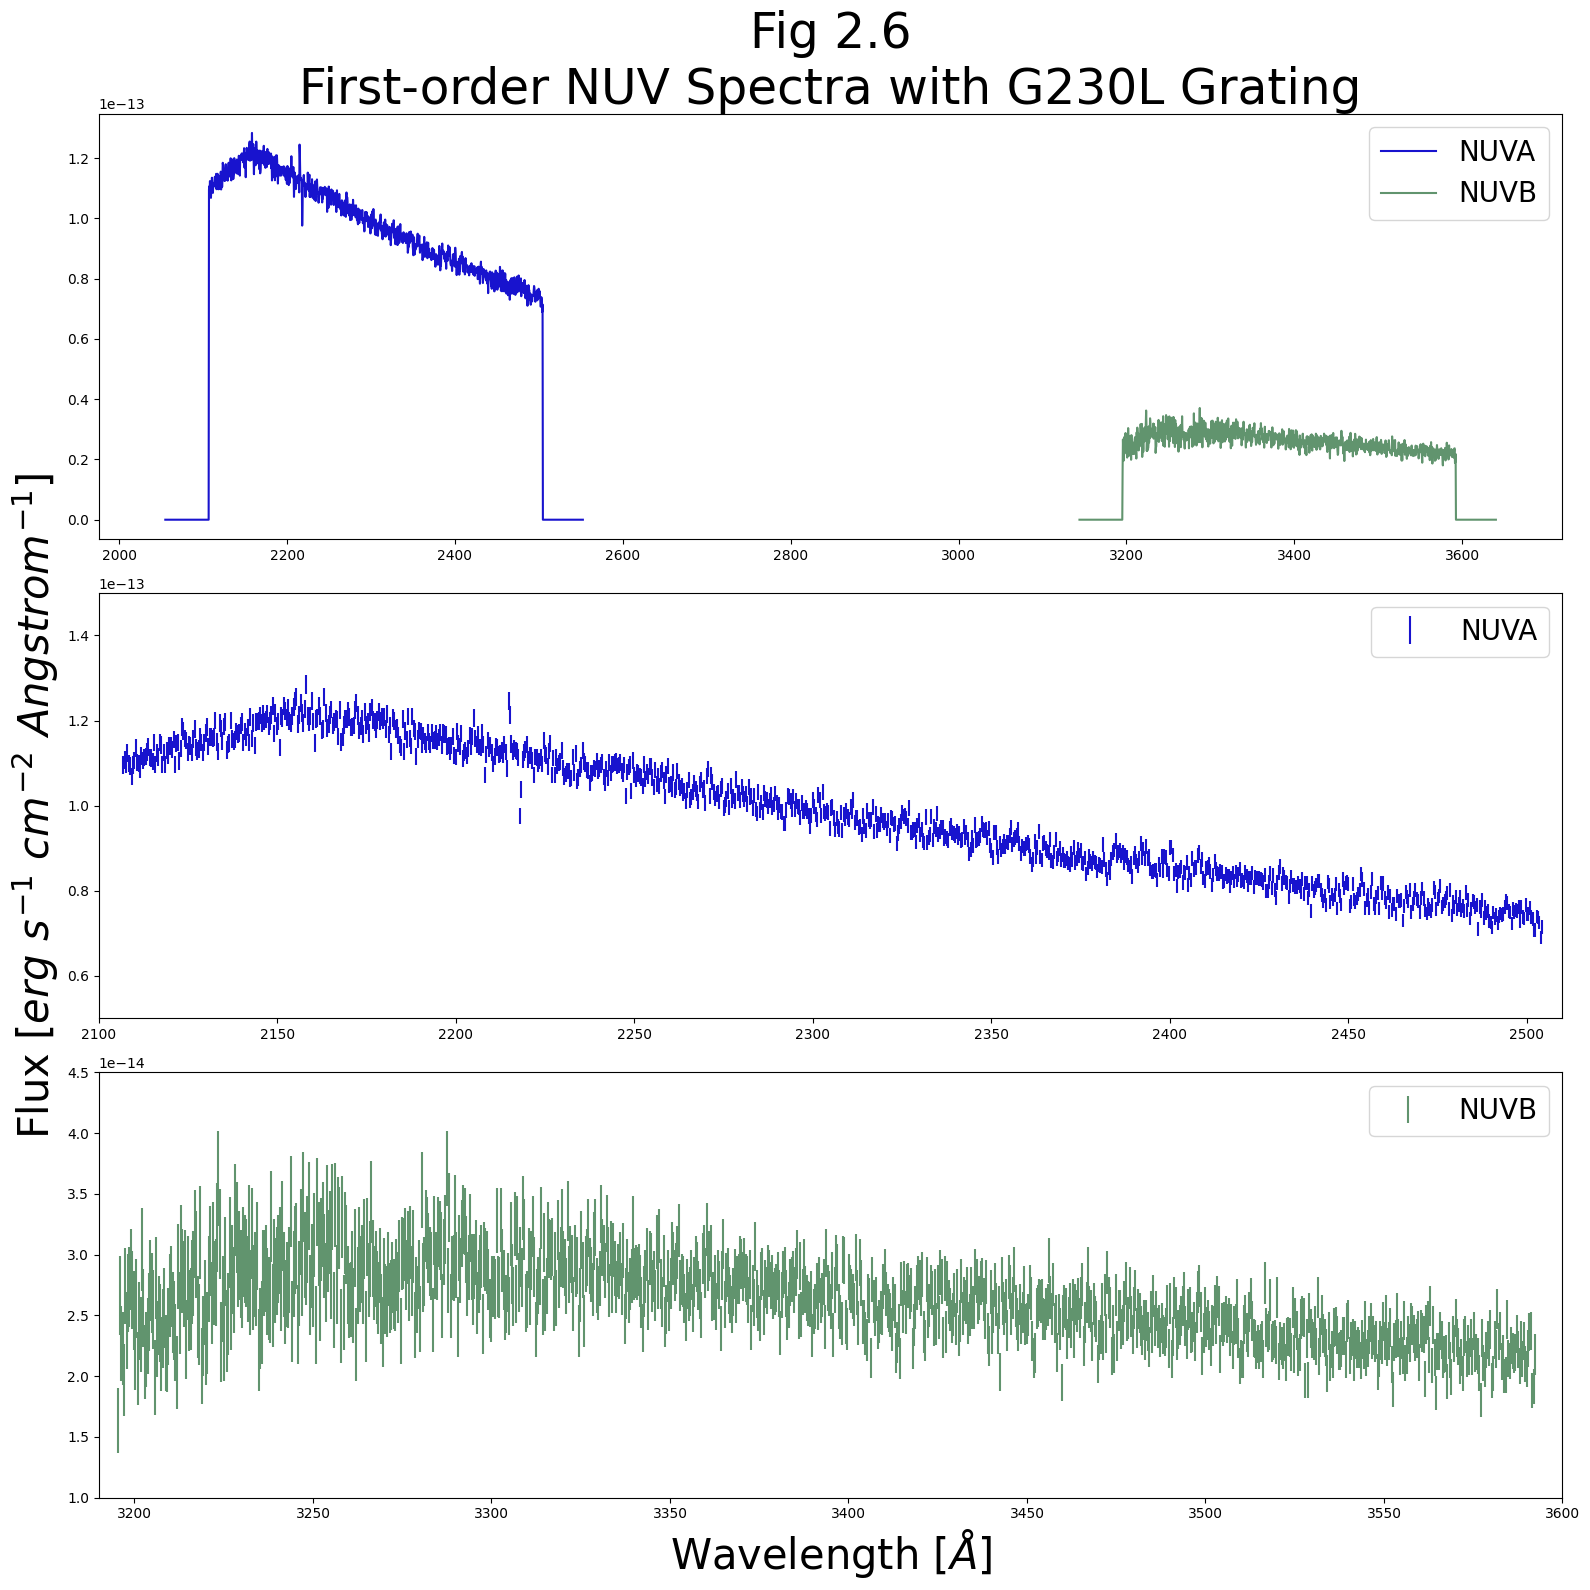 Fig 2.6
First-order NUV Spectra with G230L Grating
1e−13
NUVA
NUVB
1.2
1.0
0.8
0.6
0.4
0.2
0.0
2000 2200 2400 2600 2800 3000 3200 3400 3600
1e−13
NUVA
1.4
1.2
1.0
0.8
0.6
2100 2150 2200 2250 2300 2350 2400 2450 2500
1e−14
NUVB
4.5
4.0
3.5
3.0
2.5
2.0
1.5
1.0
3200 3250 3300 3350 3400 3450 3500 3550 3600
Flux [erg s⁻¹ cm⁻² Angstrom⁻¹]
Wavelength [Å]